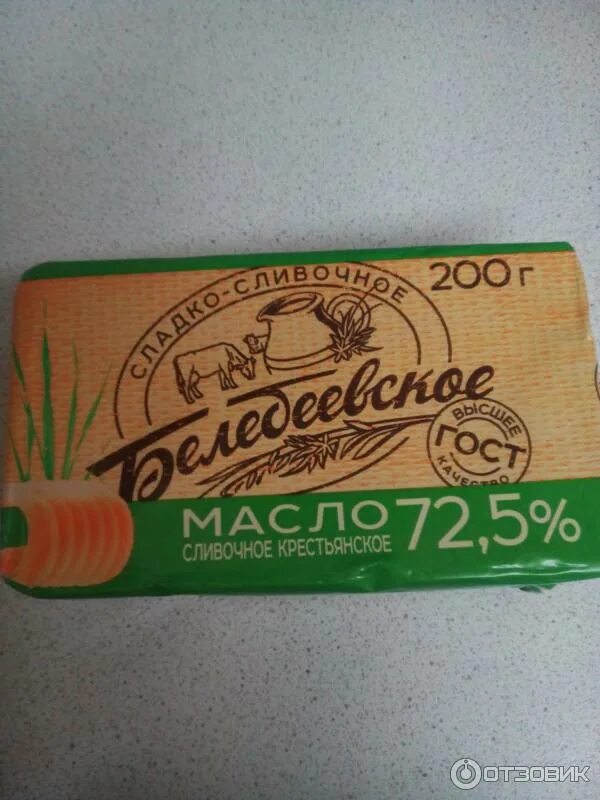 СЛАДКО-СЛИВОЧНОЕ
200 г
Белебеевское
ВЫСШЕЕ
ГОСТ
КАЧЕСТВО
МАСЛО 72,5%
СЛИВОЧНОЕ КРЕСТЬЯНСКОЕ
ОТЗОВИК